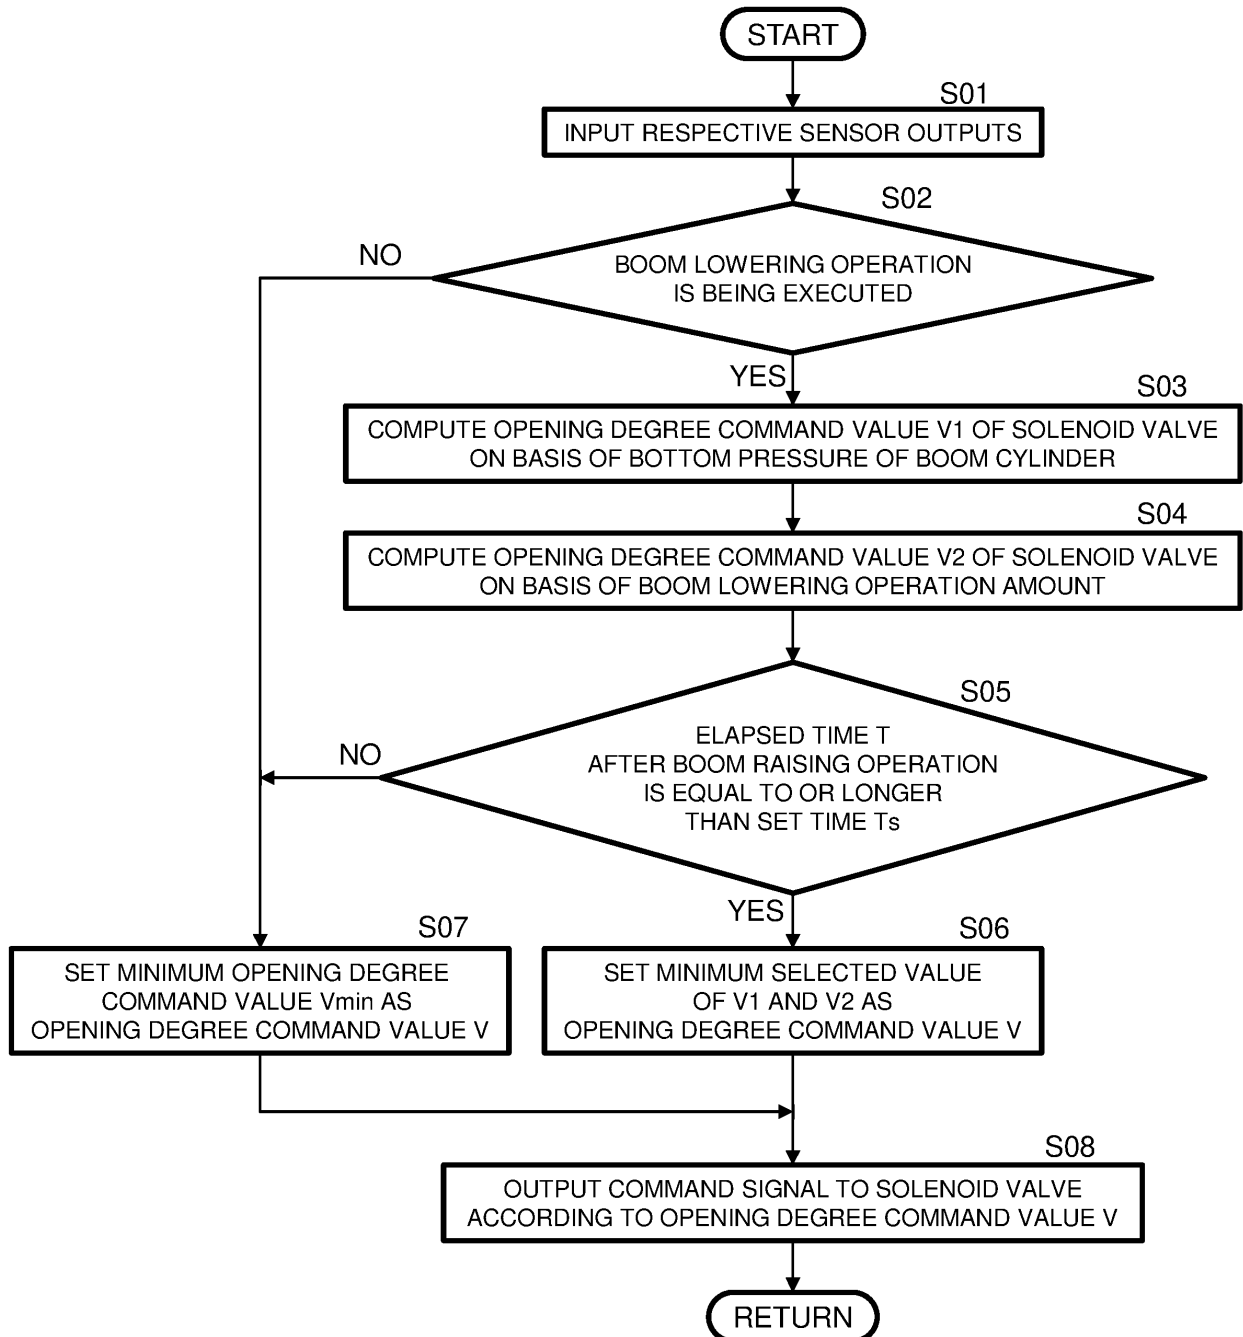 START
S01
INPUT RESPECTIVE SENSOR OUTPUTS
S02
BOOM LOWERING OPERATION
IS BEING EXECUTED
NO
YES
S03
COMPUTE OPENING DEGREE COMMAND VALUE V1 OF SOLENOID VALVE
ON BASIS OF BOTTOM PRESSURE OF BOOM CYLINDER
S04
COMPUTE OPENING DEGREE COMMAND VALUE V2 OF SOLENOID VALVE
ON BASIS OF BOOM LOWERING OPERATION AMOUNT
S05
ELAPSED TIME T
AFTER BOOM RAISING OPERATION
IS EQUAL TO OR LONGER
THAN SET TIME Ts
NO
YES
S07
SET MINIMUM OPENING DEGREE
COMMAND VALUE Vmin AS
OPENING DEGREE COMMAND VALUE V
S06
SET MINIMUM SELECTED VALUE
OF V1 AND V2 AS
OPENING DEGREE COMMAND VALUE V
S08
OUTPUT COMMAND SIGNAL TO SOLENOID VALVE
ACCORDING TO OPENING DEGREE COMMAND VALUE V
RETURN